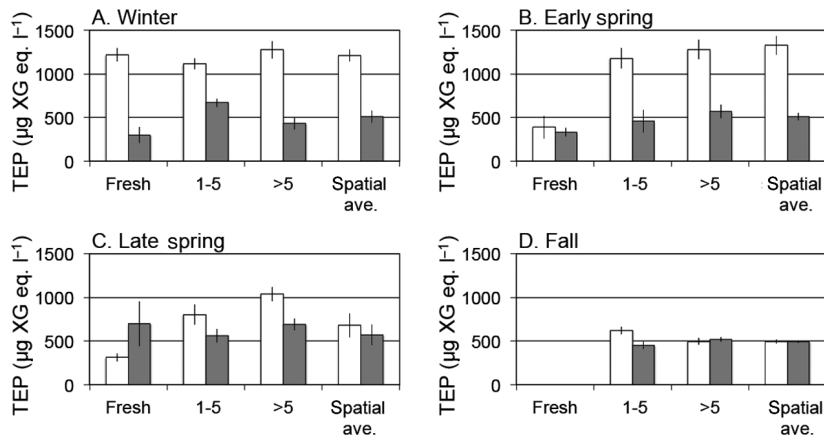 A. Winter
TEP (µg XG eq. l⁻¹)
1500
1000
500
0
Fresh
1-5
>5
Spatial
ave.
B. Early spring
TEP (µg XG eq. l⁻¹)
1500
1000
500
0
Fresh
1-5
>5
Spatial
ave.
C. Late spring
TEP (µg XG eq. l⁻¹)
1500
1000
500
0
Fresh
1-5
>5
Spatial
ave.
D. Fall
TEP (µg XG eq. l⁻¹)
1500
1000
500
0
Fresh
1-5
>5
Spatial
ave.